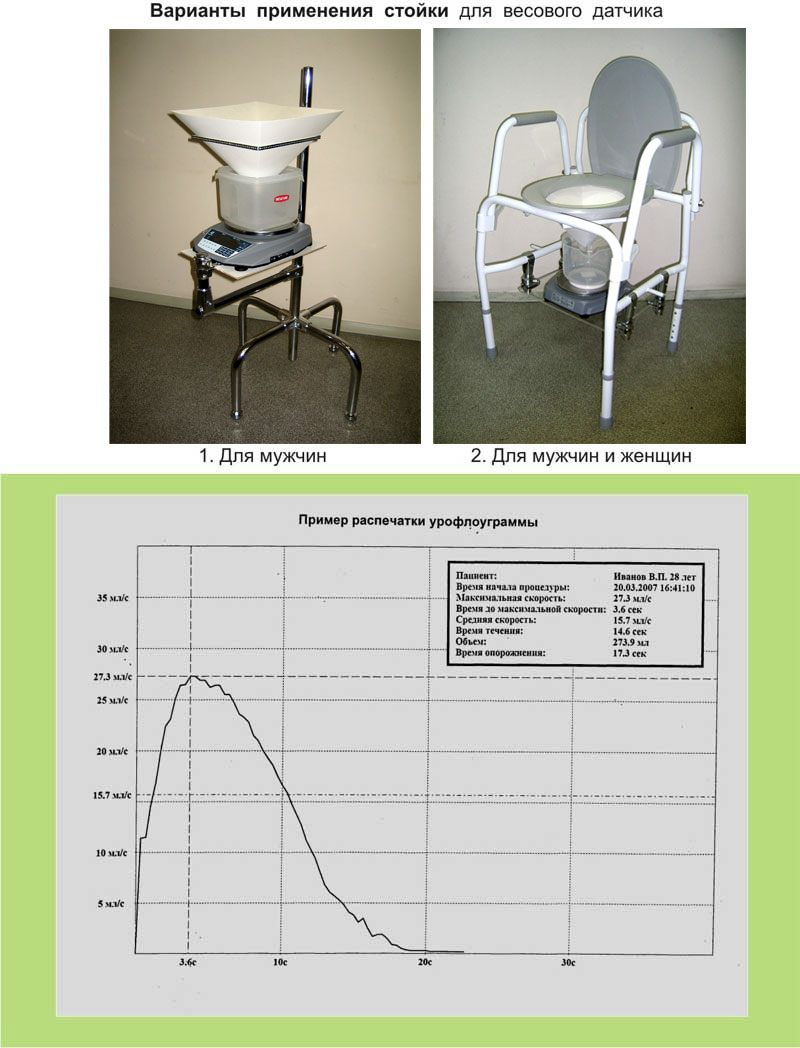 Варианты применения стойки для весового датчика
1. Для мужчин
2. Для мужчин и женщин
Пример распечатки урофлоуграммы
Пациент: Иванов В.П. 28 лет
Время начала процедуры: 20.03.2007 16:41:10
Максимальная скорость: 27.3 мл/с
Время до максимальной скорости: 3.6 сек
Средняя скорость: 15.7 мл/с
Время течения: 14.6 сек
Объем: 273.9 мл
Время опорожнения: 17.3 сек
35 мл/с
30 мл/с
27.3 мл/с
25 мл/с
20 мл/с
15.7 мл/с
10 мл/с
5 мл/с
3.6с 10с 20с 30с